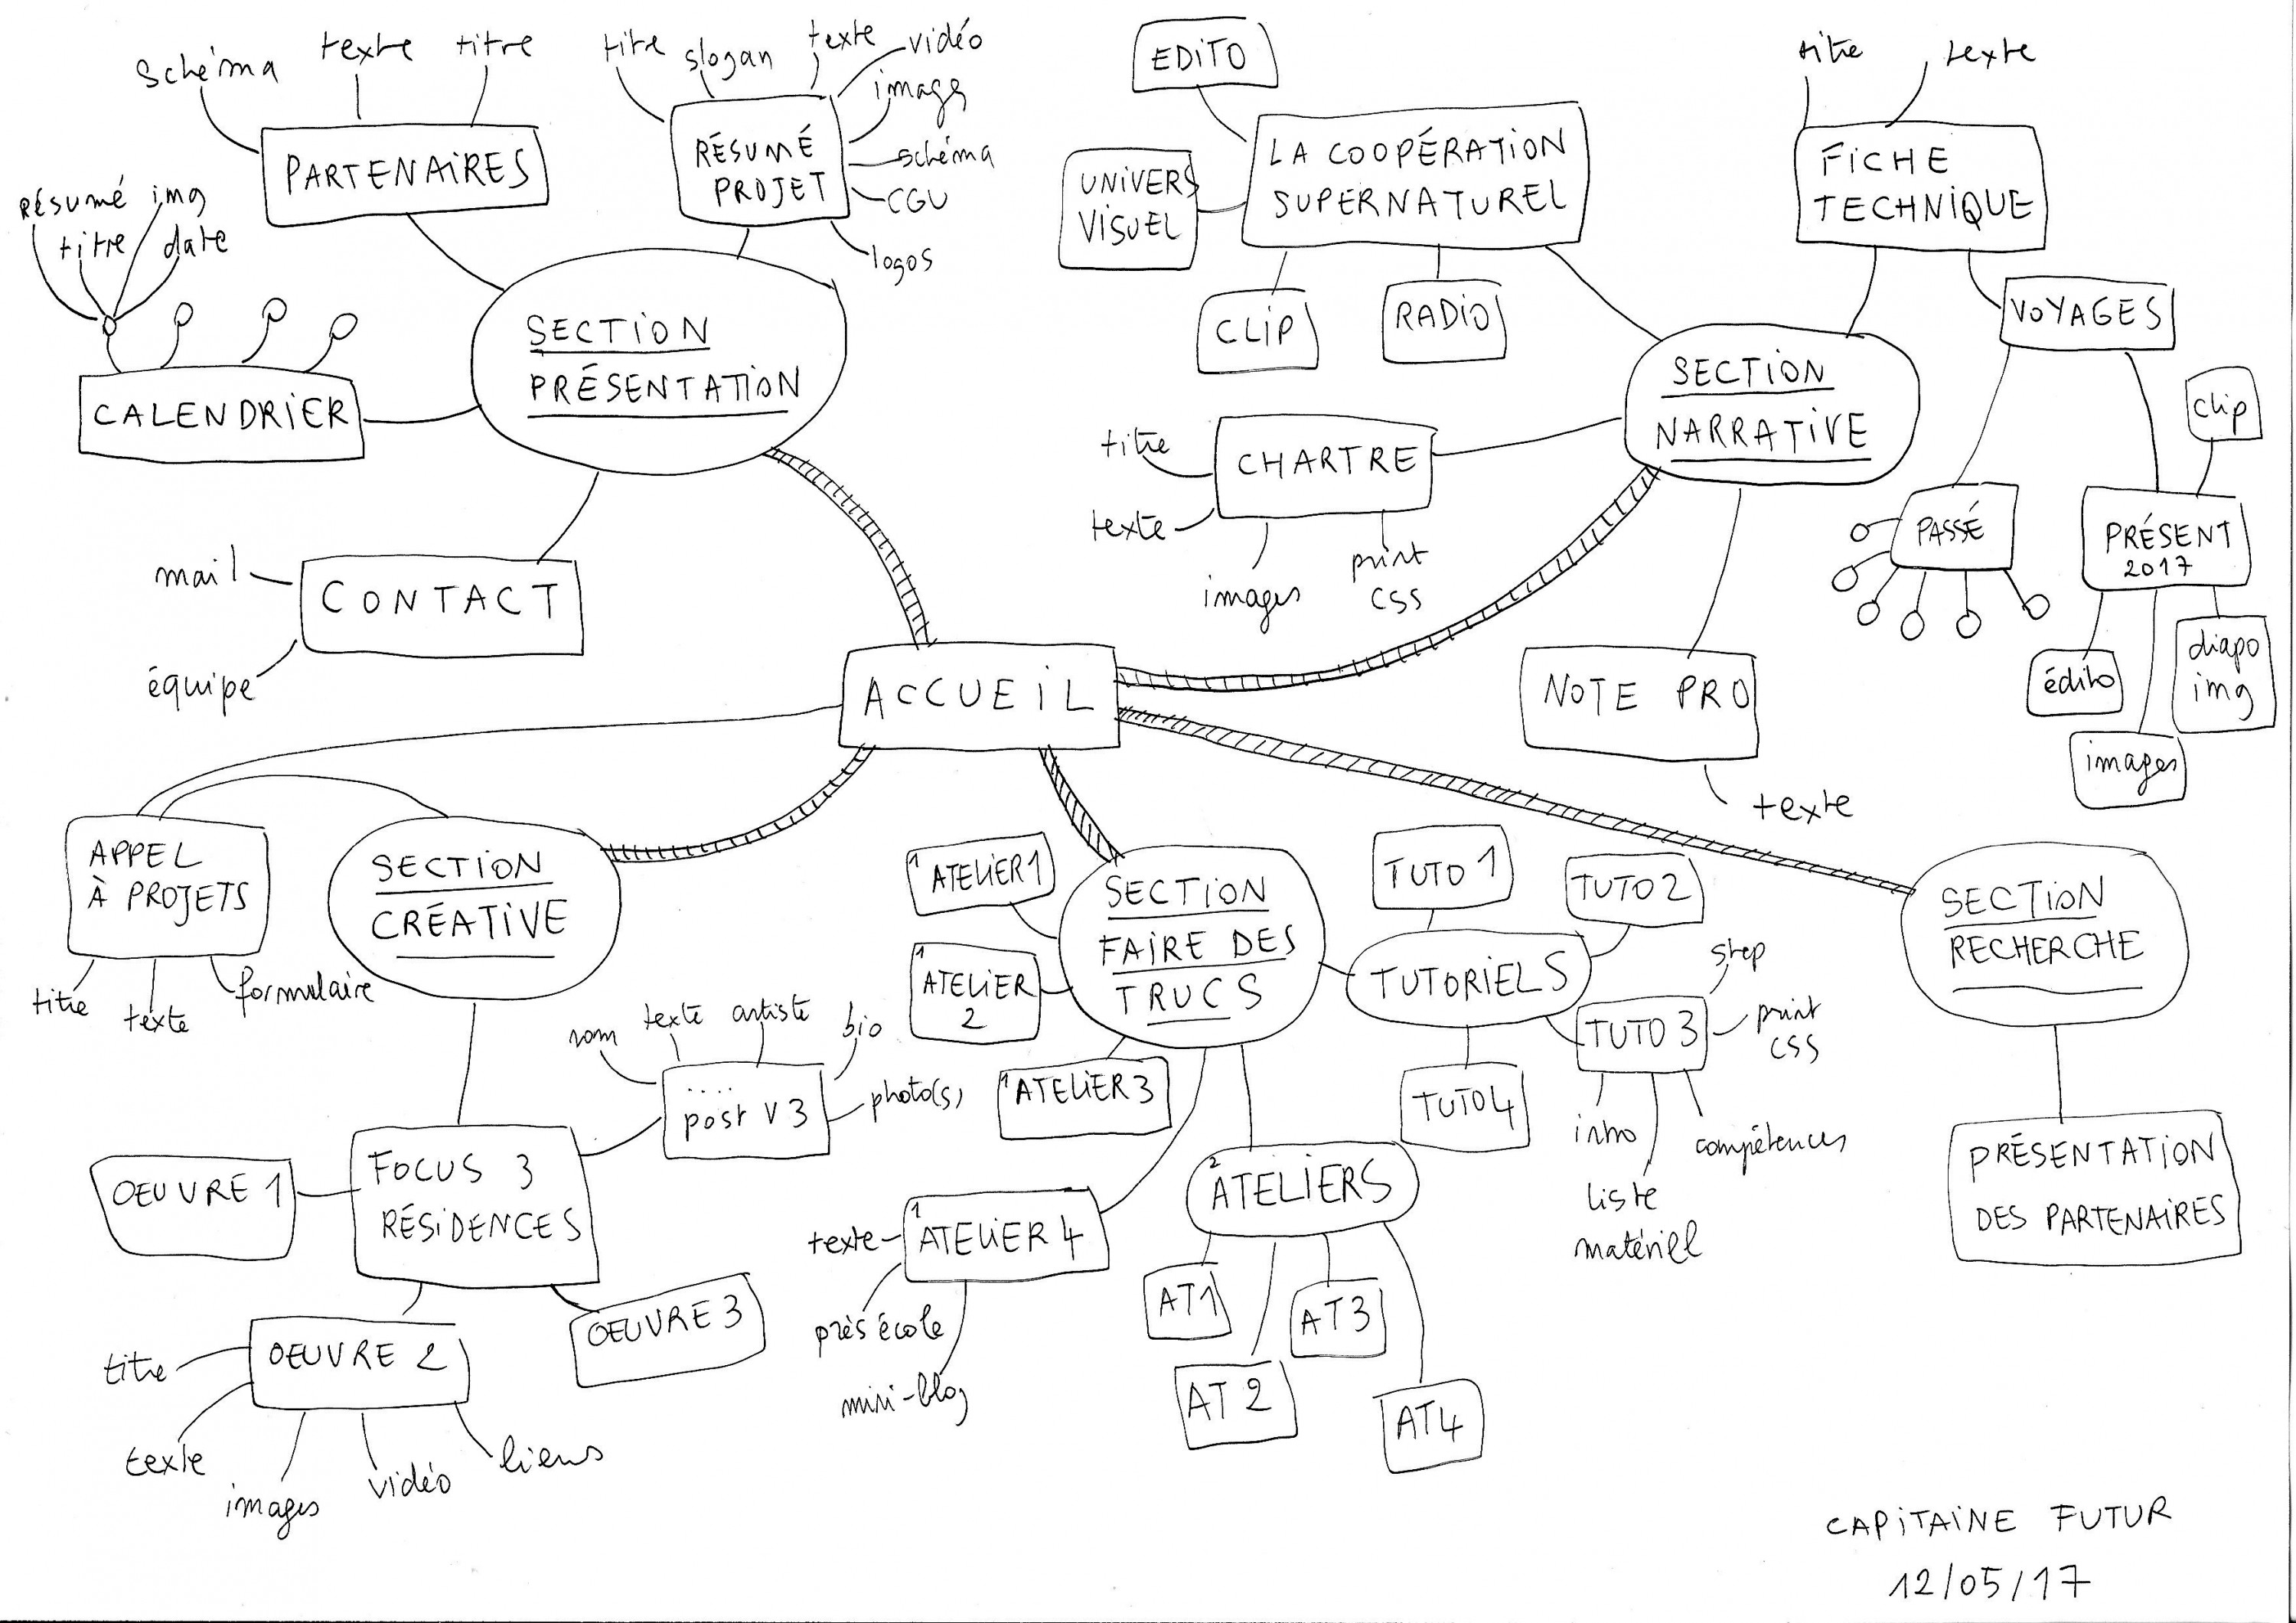 schéma
texte
titre
PARTENAIRES
résumé
img
titre
date
CALENDRIER
titre
slogan
texte
vidéo
image
schéma
CGU
logos
RÉSUMÉ
PROJET
SECTION
PRÉSENTATION
mail
équipe
CONTACT
EDITO
UNIVERS
VISUEL
LA COOPÉRATION
SUPERNATUREL
CLIP
RADIO
titre
texte
FICHE
TECHNIQUE
VOYAGES
SECTION
NARRATIVE
titre
texte
CHARTRE
images
print
css
clip
PASSÉ
PRÉSENT
2017
édito
diapo
img
images
NOTE PRO
texte
ACCUEIL
APPEL
À PROJETS
titre
texte
formulaire
SECTION
CRÉATIVE
nom
texte
artiste
bio
photo(s)
....
post V3
FOCUS 3
RÉSIDENCES
OEUVRE 1
OEUVRE 2
OEUVRE 3
titre
texte
images
vidéo
liens
1 ATELIER 1
1
ATELIER
2
1 ATELIER 3
SECTION
FAIRE DES
TRUCS
1
ATELIER 4
texte
près école
mini-blog
2
ATELIERS
AT1
AT 2
AT3
AT4
TUTORIELS
TUTO 1
TUTO 2
TUTO 3
TUTO4
step
print
css
intro
liste
matériel
compétences
SECTION
RECHERCHE
PRÉSENTATION
DES PARTENAIRES
CAPITAINE FUTUR
12/05/17